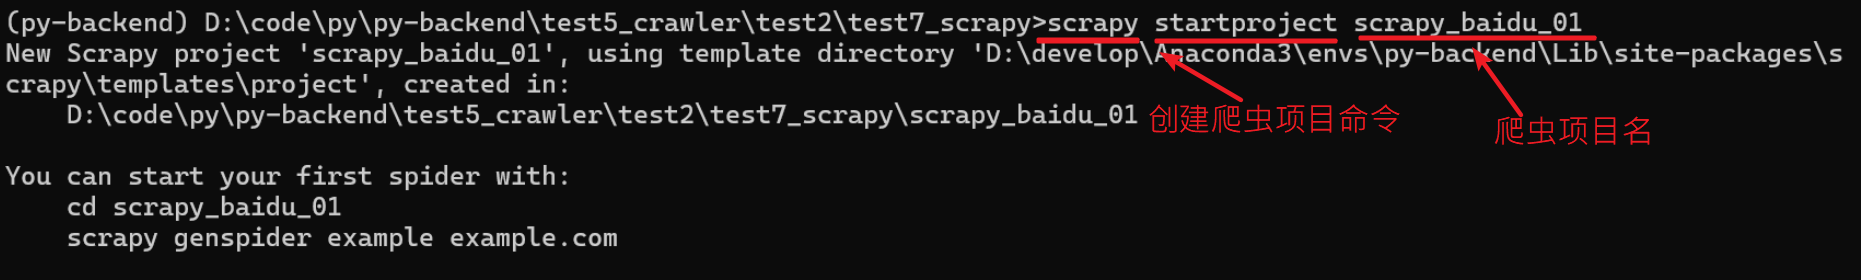 (py-backend) D:\code\py\py-backend\test5_crawler\test2\test7_scrapy>scrapy startproject scrapy_baidu_01
New Scrapy project 'scrapy_baidu_01', using template directory 'D:\develop\Anaconda3\envs\py-backend\Lib\site-packages\s
crapy\templates\project', created in:
D:\code\py\py-backend\test5_crawler\test2\test7_scrapy\scrapy_baidu_01
创建爬虫项目命令
爬虫项目名
You can start your first spider with:
cd scrapy_baidu_01
scrapy genspider example example.com